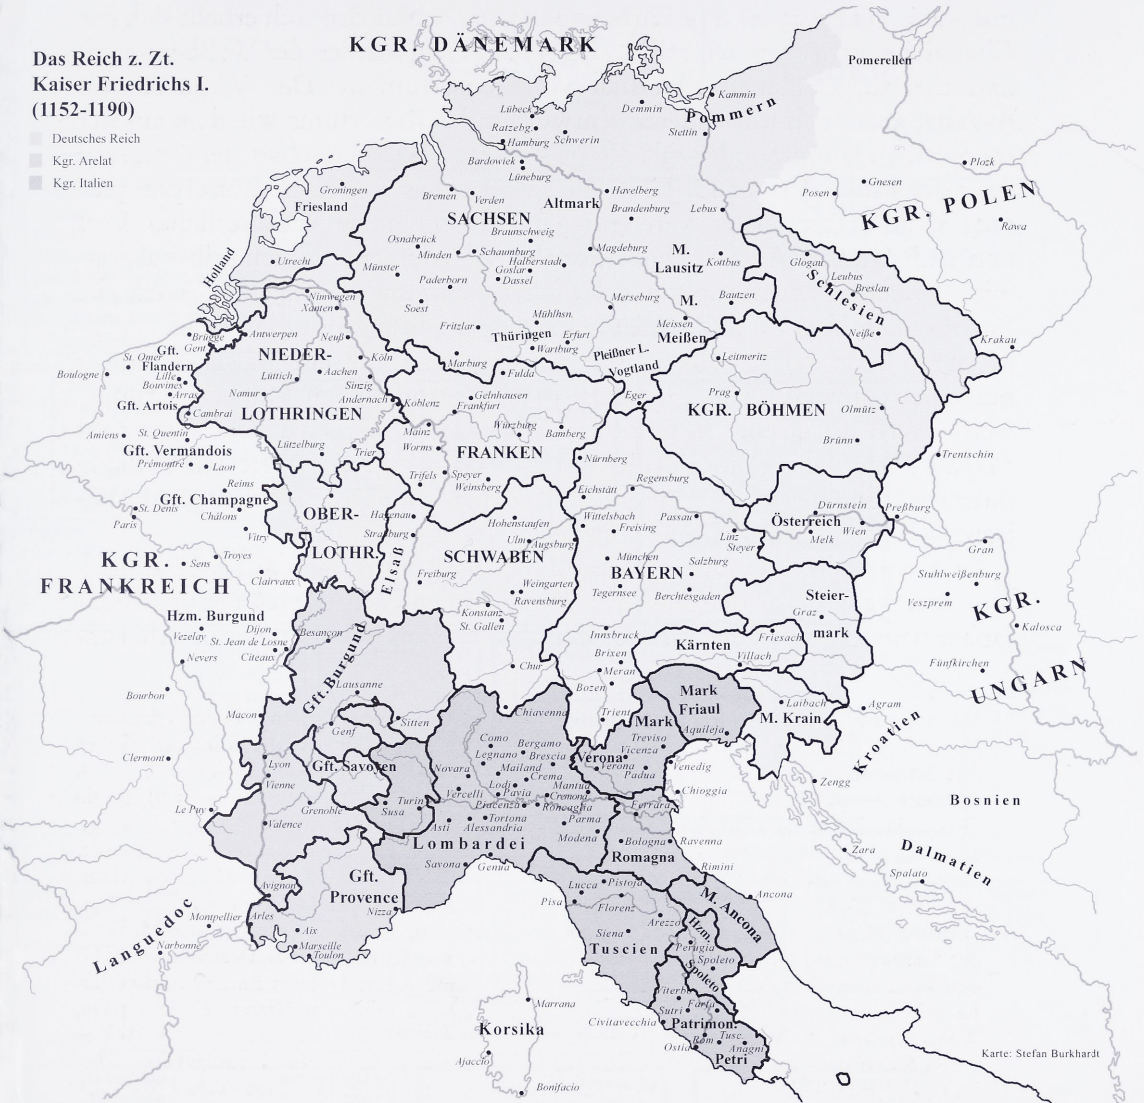 Das Reich z. Zt.
Kaiser Friedrichs I.
(1152-1190)
Deutsches Reich
Kgr. Arelat
Kgr. Italien
KGR. DÄNEMARK
Pomerellen
Kammin
Pommern
Demmin
Stettin
Lübeck
Ratzebg.
Hamburg
Schwerin
Bardowiek
Lüneburg
Plozk
Gnesen
Posen
KGR. POLEN
Rawa
Groningen
Friesland
Bremen
Verden
SACHSEN
Altmark
Havelberg
Brandenburg
Lebus
Braunschweig
Osnabrück
Minden
Schaumburg
Magdeburg
M.
Lausitz
Kottbus
Halberstadt
Goslar
Dassel
Holland
Utrecht
Münster
Paderborn
Soest
Merseburg
M.
Meißen
Meissen
Bautzen
Glogau
Leubus
Breslau
Schlesien
Neiße
Krakau
Nimwegen
Xanten
Fritzlar
Mühlhsn.
Thüringen
Erfurt
Wartburg
Pleißner L.
Vogtland
Marburg
Fulda
Eger
Leitmeritz
Prag
KGR. BÖHMEN
Olmütz
Brünn
Trentschin
Brügge
Gent
Antwerpen
Neuß
Köln
NIEDER-
LOTHRINGEN
Aachen
Lüttich
Sinzig
Andernach
Koblenz
Namur
St. Omer
Gft.
Flandern
Boulogne
Lille
Bouvines
Arras
Gft. Artois
Cambrai
Amiens
St. Quentin
Gft. Vermandois
Prémontré
Laon
Lützelburg
Trier
Gelnhausen
Frankfurt
Mainz
Worms
Würzburg
Bamberg
FRANKEN
Nürnberg
Trifels
Speyer
Weinsberg
Reims
Gft. Champagne
St. Denis
Paris
Châlons
Vitry
OBER-
LOTHR.
Hagenau
Straßburg
Elsaß
Hohenstaufen
Ulm
Augsburg
SCHWABEN
Eichstätt
Regensburg
Wittelsbach
Freising
Passau
Linz
Steyer
Dürnstein
Österreich
Wien
Melk
Preßburg
KGR.
FRANKREICH
Sens
Troyes
Clairvaux
Freiburg
Weingarten
Ravensburg
Konstanz
St. Gallen
München
BAYERN
Salzburg
Tegernsee
Berchtesgaden
Steier-
mark
Graz
Gran
Stuhlweißenburg
Veszprem
KGR.
UNGARN
Kalosca
Fünfkirchen
Hzm. Burgund
Vezelay
Dijon
St. Jean de Losne
Cîteaux
Nevers
Besançon
Gft. Burgund
Chur
Innsbruck
Brixen
Meran
Bozen
Trient
Kärnten
Friesach
Villach
Mark
Friaul
Aquileja
Laibach
M. Krain
Agram
Kroatien
Bourbon
Macon
Lausanne
Genf
Sitten
Chiavenna
Clermont
Lyon
Vienne
Gft. Savoyen
Como
Legnano
Bergamo
Brescia
Mailand
Novara
Crema
Mantua
Lodi
Cremona
Vercelli
Pavia
Piacenza
Roncaglia
Mark
Verona
Treviso
Vicenza
Verona
Padua
Venedig
Chioggia
Zengg
Bosnien
Le Puy
Valence
Grenoble
Turin
Susa
Asti
Tortona
Alessandria
Parma
Modena
Ferrara
Lombardei
Bologna
Romagna
Ravenna
Rimini
Zara
Spalato
Dalmatien
Savona
Genua
Gft.
Provence
Nizza
Avignon
Arles
Aix
Marseille
Toulon
Montpellier
Narbonne
Languedoc
Lucca
Pistoja
Pisa
Florenz
Arezzo
Siena
Tuscien
M. Ancona
Ancona
Hzm.
Spoleto
Perugia
Spoleto
Viterbo
Sutri
Farfa
Civitavecchia
Patrimon.
Petri
Rom
Tusc.
Ostia
Anagni
Marrana
Korsika
Ajaccio
Bonifacio
Karte: Stefan Burkhardt